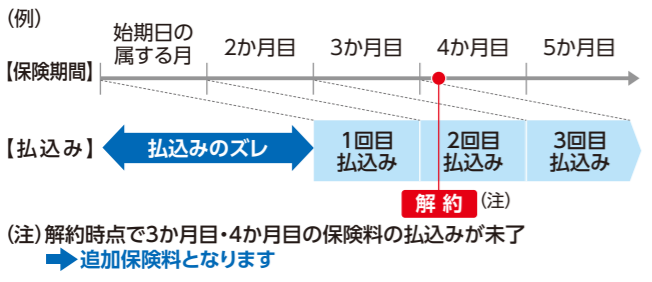 (例)
始期日の
属する月
2か月目
3か月目
4か月目
5か月目
【保険期間】
【払込み】
払込みのズレ
1回目
払込み
2回目
払込み
3回目
払込み
解約
(注)
(注)解約時点で3か月目・4か月目の保険料の払込みが未了
追加保険料となります